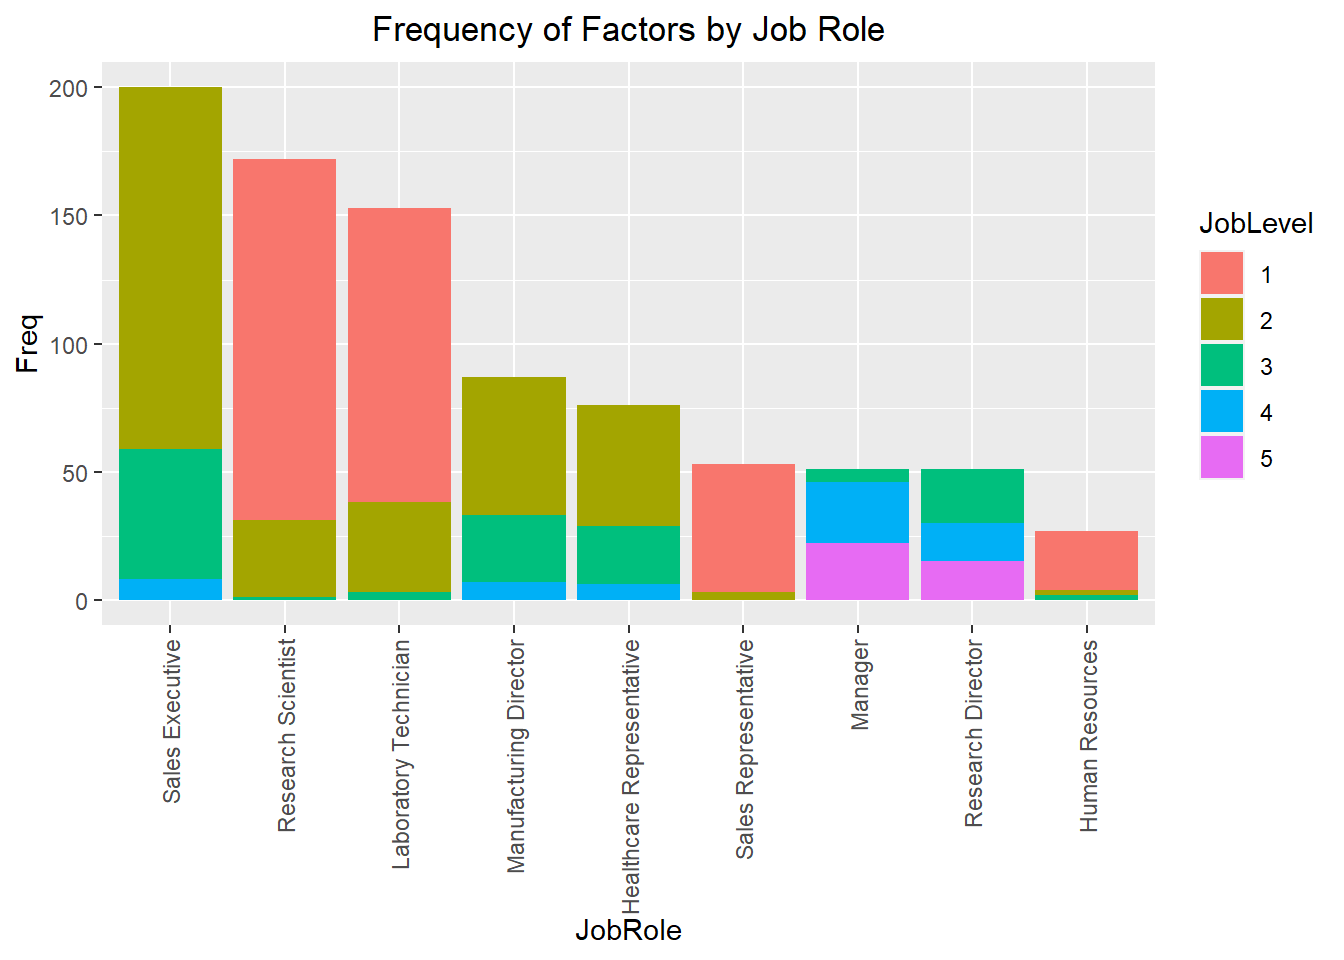 Frequency of Factors by Job Role
Freq
200
150
100
50
0
Sales Executive
Research Scientist
Laboratory Technician
Manufacturing Director
Healthcare Representative
Sales Representative
Manager
Research Director
Human Resources
JobRole
JobLevel
1
2
3
4
5